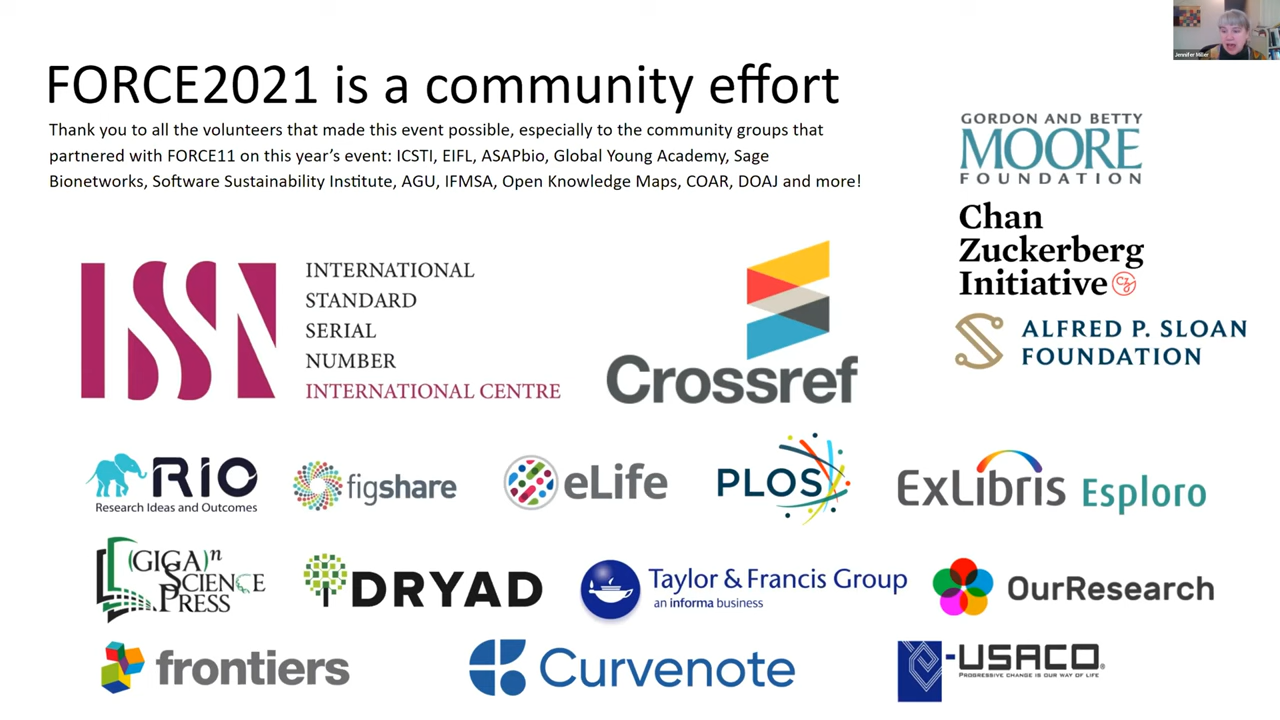 Jennifer Miller
FORCE2021 is a community effort
Thank you to all the volunteers that made this event possible, especially to the community groups that
partnered with FORCE11 on this year's event: ICSTI, EIFL, ASAPbio, Global Young Academy, Sage
Bionetworks, Software Sustainability Institute, AGU, IFMSA, Open Knowledge Maps, COAR, DOAJ and more!
GORDON AND BETTY
MOORE
FOUNDATION
Chan
Zuckerberg
Initiative
CZ
ALFRED P. SLOAN
FOUNDATION
ISSN
INTERNATIONAL
STANDARD
SERIAL
NUMBER
INTERNATIONAL CENTRE
Crossref
RIO
Research Ideas and Outcomes
figshare
eLife
PLOS
ExLibris Esploro
(GIGA)n
SCIENCE
PRESS
DRYAD
Taylor & Francis Group
an informa business
OurResearch
frontiers
Curvenote
-USACO®
PROGRESSIVE CHANGE IS OUR WAY OF LIFE